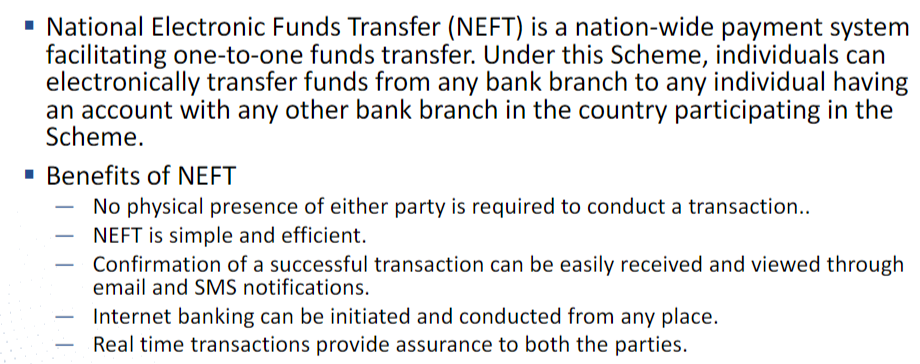 ▪ National Electronic Funds Transfer (NEFT) is a nation-wide payment system
facilitating one-to-one funds transfer. Under this Scheme, individuals can
electronically transfer funds from any bank branch to any individual having
an account with any other bank branch in the country participating in the
Scheme.
▪ Benefits of NEFT
— No physical presence of either party is required to conduct a transaction..
— NEFT is simple and efficient.
— Confirmation of a successful transaction can be easily received and viewed through
email and SMS notifications.
— Internet banking can be initiated and conducted from any place.
— Real time transactions provide assurance to both the parties.